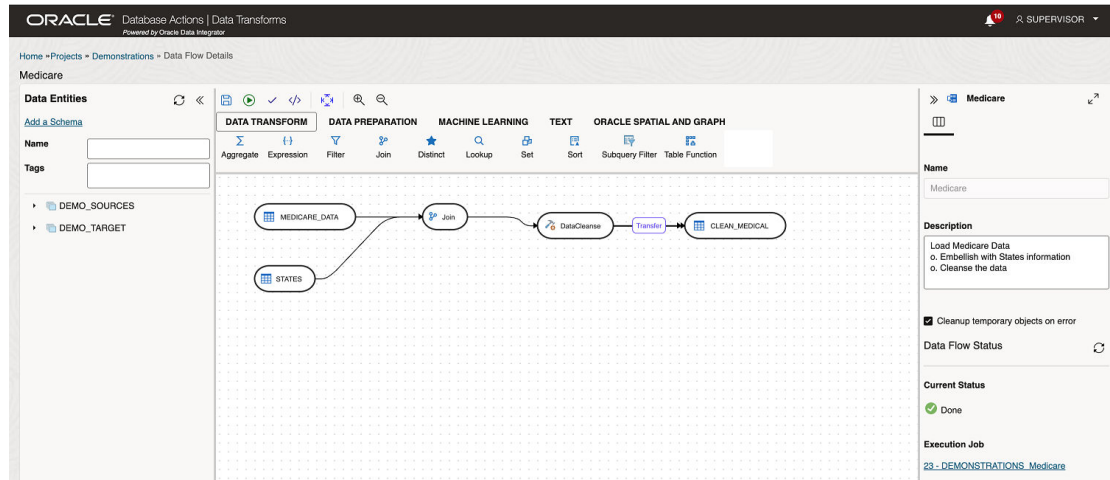 ORACLE Database Actions | Data Transforms
Powered by Oracle Data Integrator
10
SUPERVISOR
Home »Projects » Demonstrations » Data Flow Details
Medicare
Data Entities
Add a Schema
Name
Tags
DEMO_SOURCES
DEMO_TARGET
DATA TRANSFORM DATA PREPARATION MACHINE LEARNING TEXT ORACLE SPATIAL AND GRAPH
Aggregate Expression Filter Join Distinct Lookup Set Sort Subquery Filter Table Function
MEDICARE_DATA
Join
DataCleanse
Transfer
CLEAN_MEDICAL
STATES
Medicare
Name
Medicare
Description
Load Medicare Data
o. Embellish with States information
o. Cleanse the data
Cleanup temporary objects on error
Data Flow Status
Current Status
Done
Execution Job
23 - DEMONSTRATIONS_Medicare